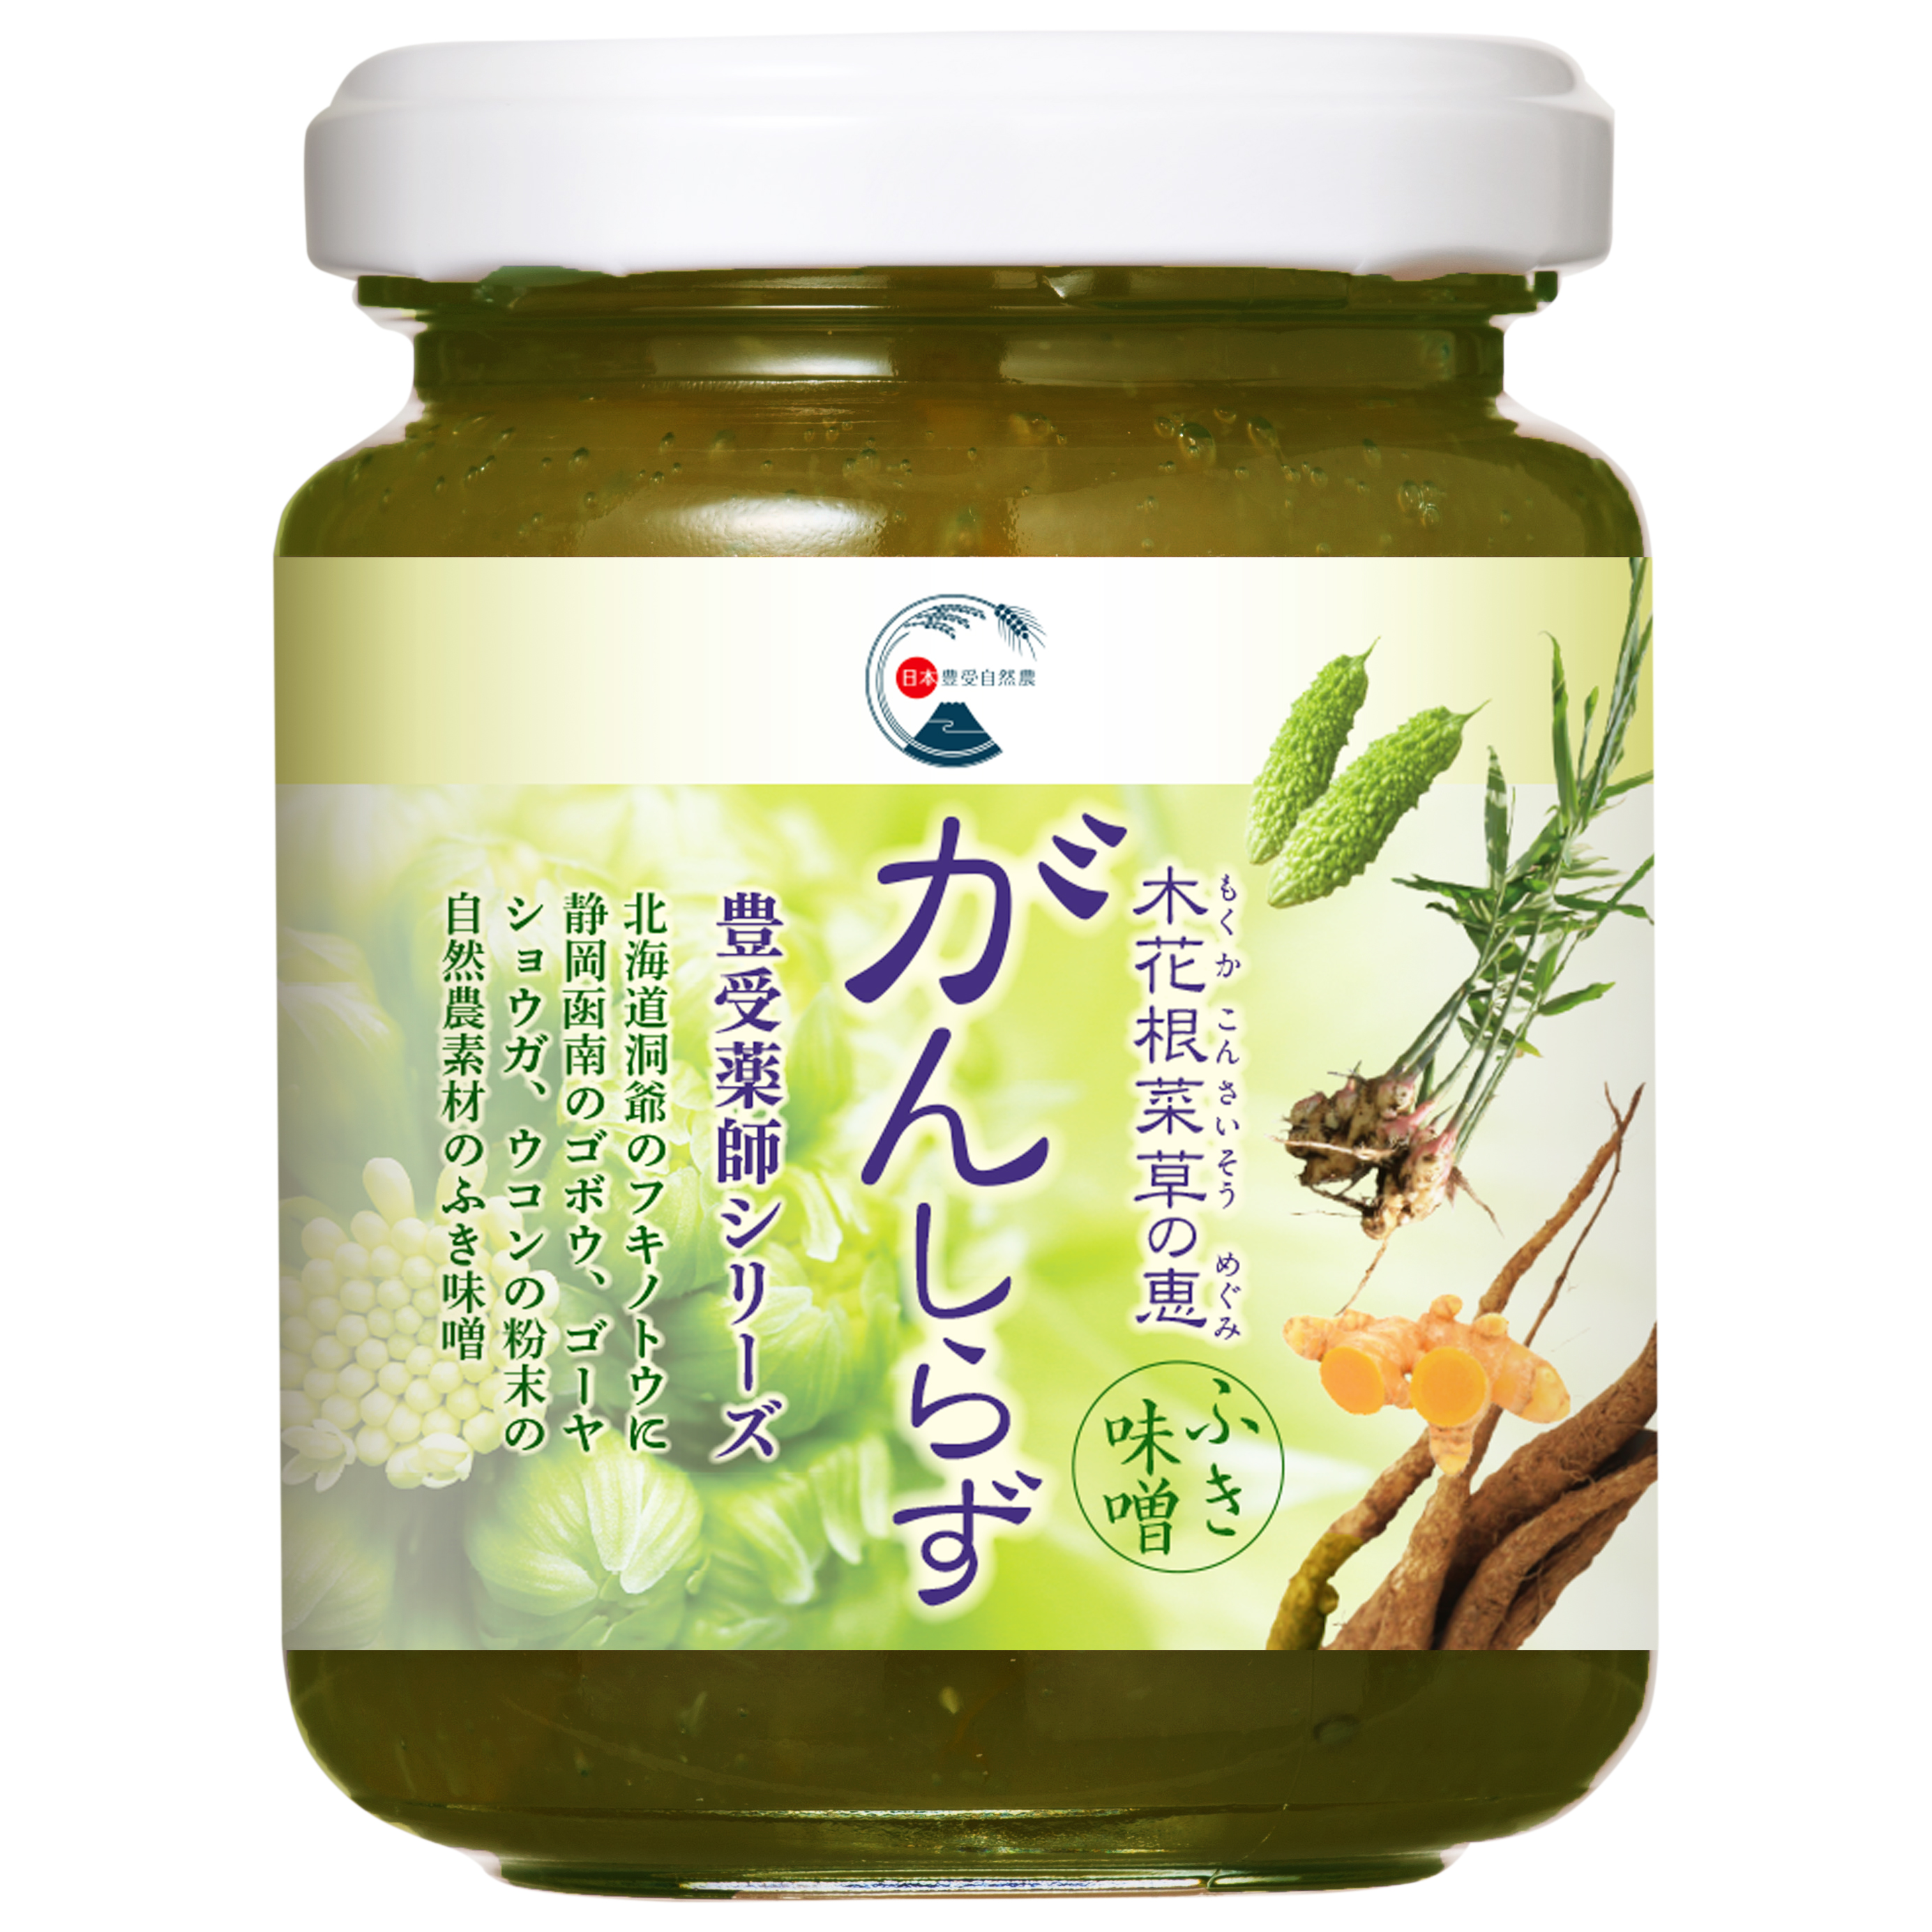 日本豊受自然農
木花根菜草の恵
もくかこんさいそう めぐみ
がんしらず
ふき
味噌
豊受薬師シリーズ
北海道洞爺のフキノトウに
静岡函南のゴボウ、ゴーヤ
ショウガ、ウコンの粉末の
自然農素材のふき味噌